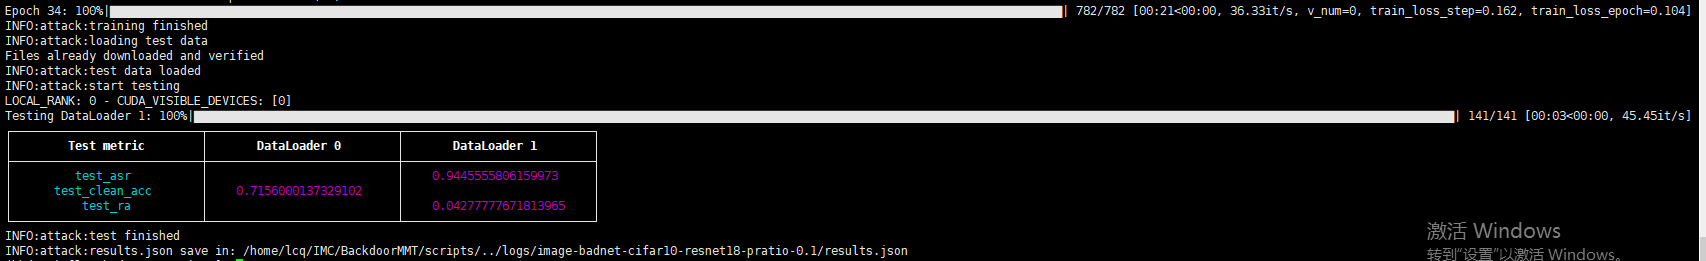 Epoch 34: 100%| | 782/782 [00:21<00:00, 36.33it/s, v_num=0, train_loss_step=0.162, train_loss_epoch=0.104]
INFO:attack:training finished
INFO:attack:loading test data
Files already downloaded and verified
INFO:attack:test data loaded
INFO:attack:start testing
LOCAL_RANK: 0 - CUDA_VISIBLE_DEVICES: [0]
Testing DataLoader 1: 100%| | 141/141 [00:03<00:00, 45.45it/s]
Test metric DataLoader 0 DataLoader 1
test_asr 0.9445555806159973
test_clean_acc 0.7156000137329102
test_ra 0.04277777671813965
INFO:attack:test finished
INFO:attack:results.json save in: /home/lcq/IMC/BackdoorMMT/scripts/../logs/image-badnet-cifar10-resnet18-pratio-0.1/results.json
激活 Windows
转到"设置"以激活 Windows。